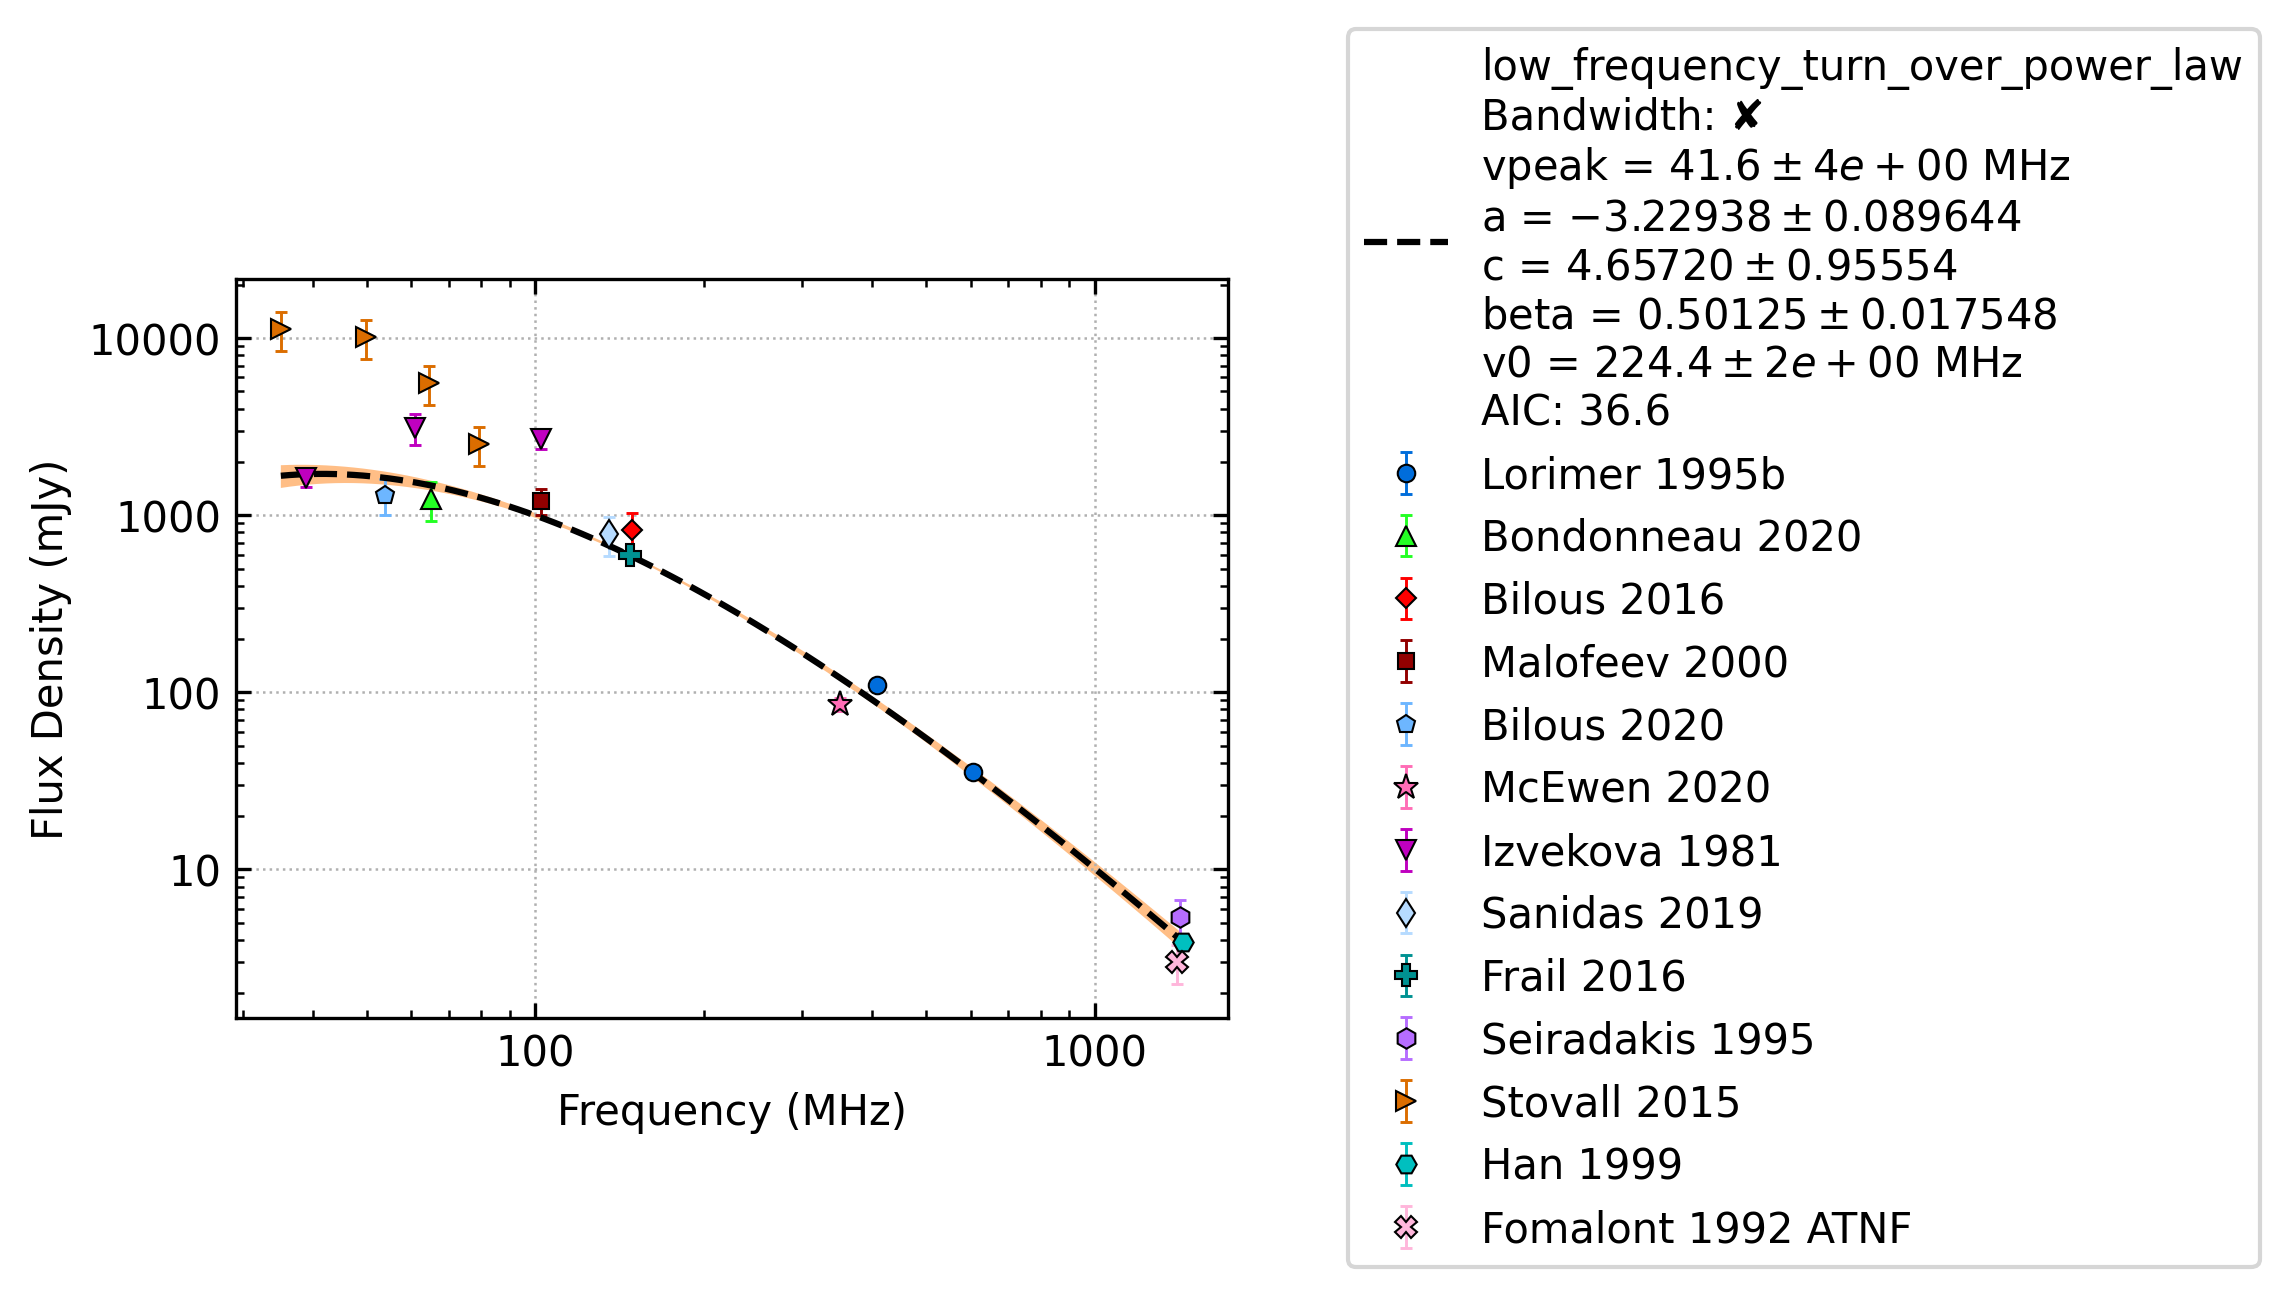 low_frequency_turn_over_power_law
Bandwidth: ✘
vpeak = 41.6 ± 4e + 00 MHz
a = −3.22938 ± 0.089644
c = 4.65720 ± 0.95554
beta = 0.50125 ± 0.017548
v0 = 224.4 ± 2e + 00 MHz
AIC: 36.6
Lorimer 1995b
Bondonneau 2020
Bilous 2016
Malofeev 2000
Bilous 2020
McEwen 2020
Izvekova 1981
Sanidas 2019
Frail 2016
Seiradakis 1995
Stovall 2015
Han 1999
Fomalont 1992 ATNF
Flux Density (mJy)
10000
1000
100
10
100
1000
Frequency (MHz)